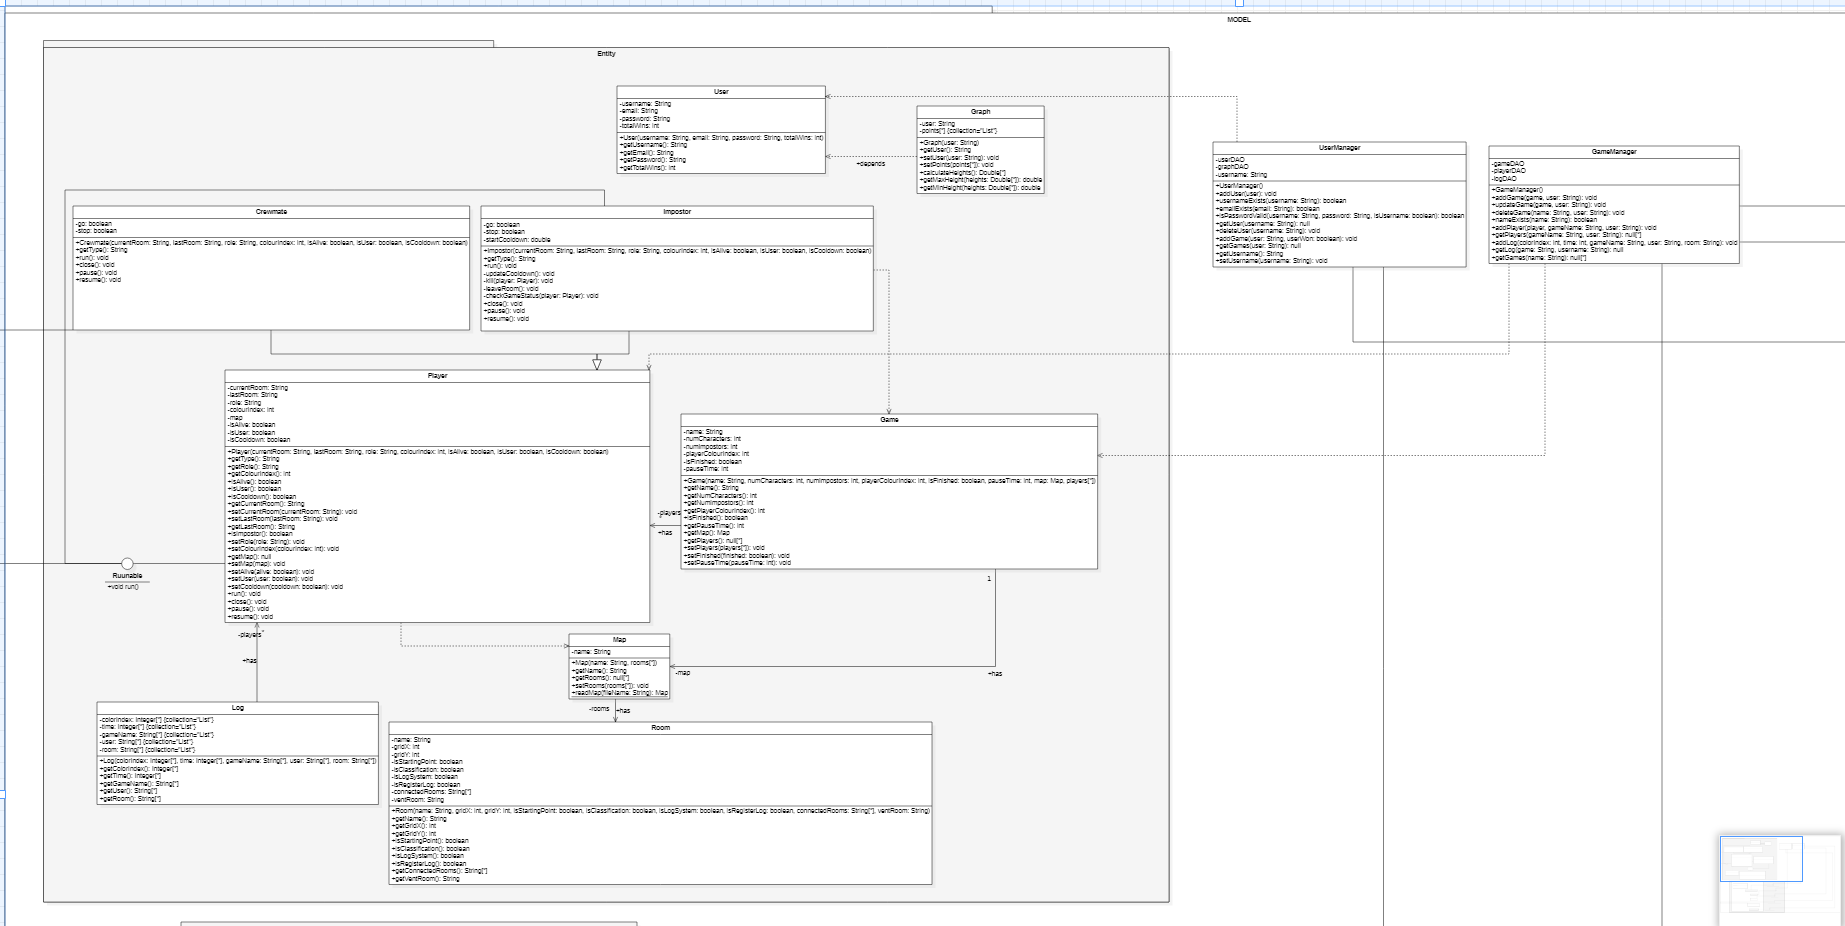 MODEL
Entity
User
-username: String
-email: String
-password: String
-totalWins: int
+User(username: String, email: String, password: String, totalWins: int)
+getUsername(): String
+getEmail(): String
+getPassword(): String
+getTotalWins(): int
Graph
-user: String
-points[*] {collection="List"}
+Graph(user: String)
+getUser(): String
+setUser(user: String): void
+setPoints(points[*]): void
+calculateHeights(): Double[*]
+getMaxHeight(heights: Double[*]): double
+getMinHeight(heights: Double[*]): double
+depends
UserManager
-userDAO
-graphDAO
-username: String
+UserManager()
+addUser(user): void
+usernameExists(username: String): boolean
+emailExists(email: String): boolean
+isPasswordValid(username: String, password: String, isUsername: boolean): boolean
+getUser(username: String): null
+deleteUser(username: String): void
+addGame(user: String, userWon: boolean): void
+getGames(user: String): null
+getUsername(): String
+setUsername(username: String): void
GameManager
-gameDAO
-playerDAO
-logDAO
+GameManager()
+addGame(game, user: String): void
+updateGame(game, user: String): void
+deleteGame(name: String, user: String): void
+nameExists(name: String): boolean
+addPlayer(player, gameName: String, user: String): void
+getPlayers(gameName: String, user: String): null[*]
+addLog(colorIndex: int, time: int, gameName: String, user: String, room: String): void
+getLog(game: String, username: String): null
+getGames(name: String): null[*]
Crewmate
-go: boolean
-stop: boolean
+Crewmate(currentRoom: String, lastRoom: String, role: String, colourIndex: int, isAlive: boolean, isUser: boolean, isCooldown: boolean)
+getType(): String
+run(): void
+close(): void
+pause(): void
+resume(): void
Impostor
-go: boolean
-stop: boolean
-startCooldown: double
+Impostor(currentRoom: String, lastRoom: String, role: String, colourIndex: int, isAlive: boolean, isUser: boolean, isCooldown: boolean)
+getType(): String
+run(): void
-updateCooldown(): void
-kill(player: Player): void
-leaveRoom(): void
-checkGameStatus(player: Player): void
+close(): void
+pause(): void
+resume(): void
Player
-currentRoom: String
-lastRoom: String
-role: String
-colourIndex: int
-map
-isAlive: boolean
-isUser: boolean
-isCooldown: boolean
+Player(currentRoom: String, lastRoom: String, role: String, colourIndex: int, isAlive: boolean, isUser: boolean, isCooldown: boolean)
+getType(): String
+getRole(): String
+getColourIndex(): int
+isAlive(): boolean
+isUser(): boolean
+isCooldown(): boolean
+getCurrentRoom(): String
+setCurrentRoom(currentRoom: String): void
+setLastRoom(lastRoom: String): void
+getLastRoom(): String
+isImpostor(): boolean
+setRole(role: String): void
+setColourIndex(colourIndex: int): void
+getMap(): null
+setMap(map): void
+setAlive(alive: boolean): void
+setUser(user: boolean): void
+setCooldown(cooldown: boolean): void
+run(): void
+close(): void
+pause(): void
+resume(): void
Game
-name: String
-numCharacters: int
-numImpostors: int
-playerColourIndex: int
-isFinished: boolean
-pauseTime: int
+Game(name: String, numCharacters: int, numImpostors: int, playerColourIndex: int, isFinished: boolean, pauseTime: int, map: Map, players[*])
+getName(): String
+getNumCharacters(): int
+getNumImpostors(): int
+getPlayerColourIndex(): int
+isFinished(): boolean
+getPauseTime(): int
+getMap(): Map
+getPlayers(): null[*]
+setPlayers(players[*]): void
+setFinished(finished: boolean): void
+setPauseTime(pauseTime: int): void
-players
*
+has
Ruunable
+void run()
1
-players
*
+has
Map
-name: String
+Map(name: String, rooms[*])
+getName(): String
+getRooms(): null[*]
+setRooms(rooms[*]): void
+readMap(fileName: String): Map
-map
+has
-rooms
+has
Log
-colorIndex: Integer[*] {collection="List"}
-time: Integer[*] {collection="List"}
-gameName: String[*] {collection="List"}
-user: String[*] {collection="List"}
-room: String[*] {collection="List"}
+Log(colorIndex: Integer[*], time: Integer[*], gameName: String[*], user: String[*], room: String[*])
+getColorIndex(): Integer[*]
+getTime(): Integer[*]
+getGameName(): String[*]
+getUser(): String[*]
+getRoom(): String[*]
Room
-name: String
-gridX: int
-gridY: int
-isStartingPoint: boolean
-isClassification: boolean
-isLogSystem: boolean
-isRegisterLog: boolean
-connectedRooms: String[*]
-ventRoom: String
+Room(name: String, gridX: int, gridY: int, isStartingPoint: boolean, isClassification: boolean, isLogSystem: boolean, isRegisterLog: boolean, connectedRooms: String[*], ventRoom: String)
+getName(): String
+getGridX(): int
+getGridY(): int
+isStartingPoint(): boolean
+isClassification(): boolean
+isLogSystem(): boolean
+isRegisterLog(): boolean
+getConnectedRooms(): String[*]
+getVentRoom(): String